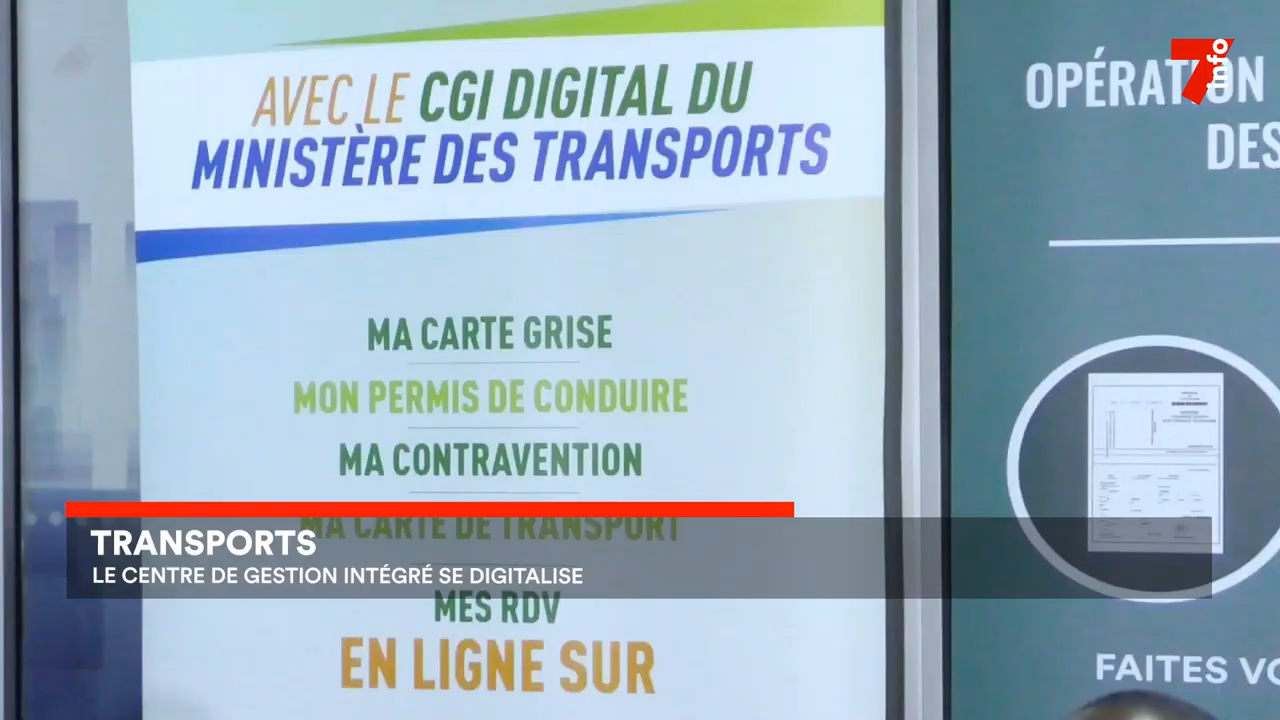 AVEC LE CGI DIGITAL DU
MINISTÈRE DES TRANSPORTS
MA CARTE GRISE
MON PERMIS DE CONDUIRE
MA CONTRAVENTION
MA CARTE DE TRANSPORT
MES RDV
EN LIGNE SUR
OPÉRATION
DES
FAITES
7info
TRANSPORTS
LE CENTRE DE GESTION INTÉGRÉ SE DIGITALISE